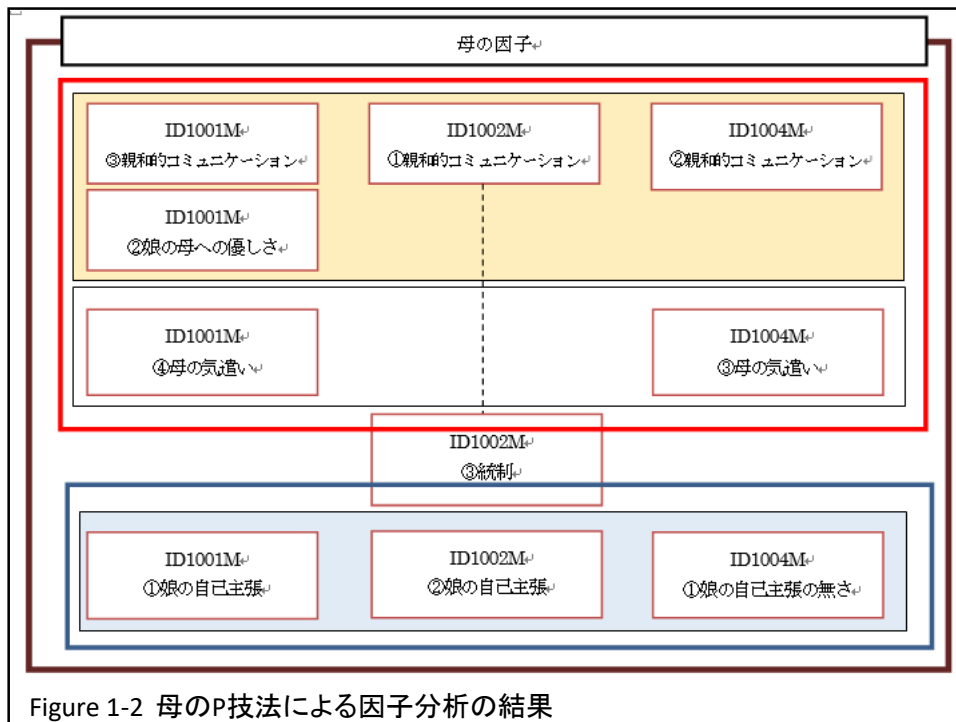 母の因子↵
ID1001M↵
③親和的コミュニケーション↵
ID1002M↵
①親和的コミュニケーション↵
ID1004M↵
②親和的コミュニケーション↵
ID1001M↵
②娘の母への優しさ↵
ID1001M↵
④母の気遣い↵
ID1004M↵
③母の気遣い↵
ID1002M↵
③統制↵
ID1001M↵
①娘の自己主張↵
ID1002M↵
②娘の自己主張↵
ID1004M↵
①娘の自己主張の無さ↵
Figure 1-2 母のP技法による因子分析の結果